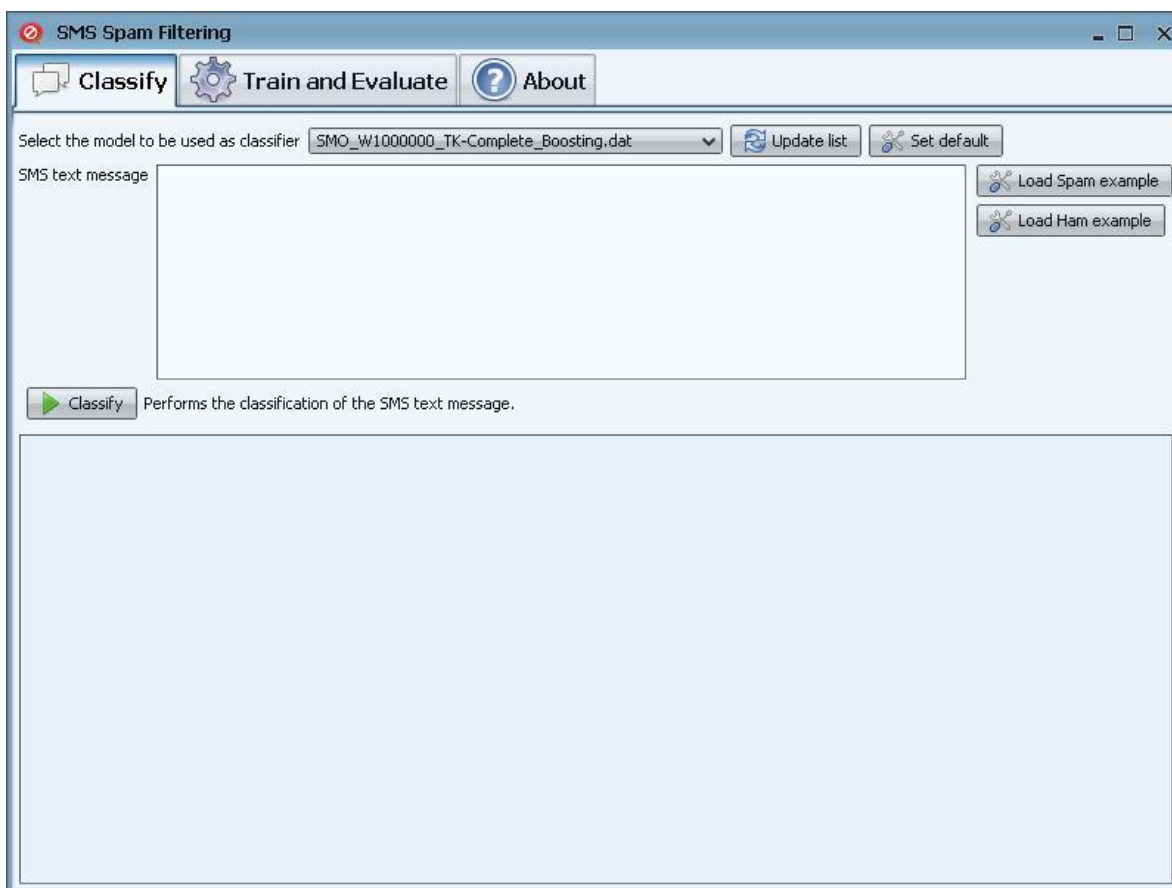 SMS Spam Filtering
Classify Train and Evaluate About
Select the model to be used as classifier SMO_W1000000_TK-Complete_Boosting.dat Update list Set default
SMS text message Load Spam example
Load Ham example
Classify Performs the classification of the SMS text message.